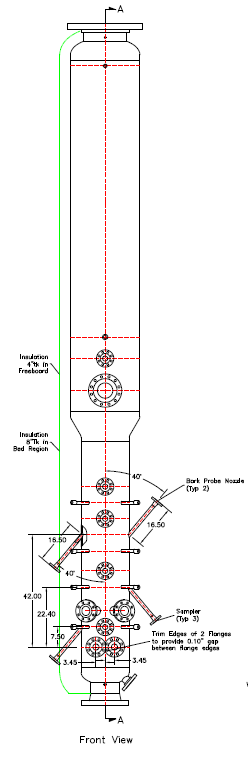 A
Insulation
4"tk in
Freeboard
Insulation
8"tk in
Bed Region
40°
Bark Probe Nozzle
(Typ 2)
16.50
16.50
40°
42.00
22.40
7.50
Sampler
(Typ 3)
Trim Edges of 2 Flanges
to provide 0.10" gap
between flange edges
3.45
3.45
A
Front View